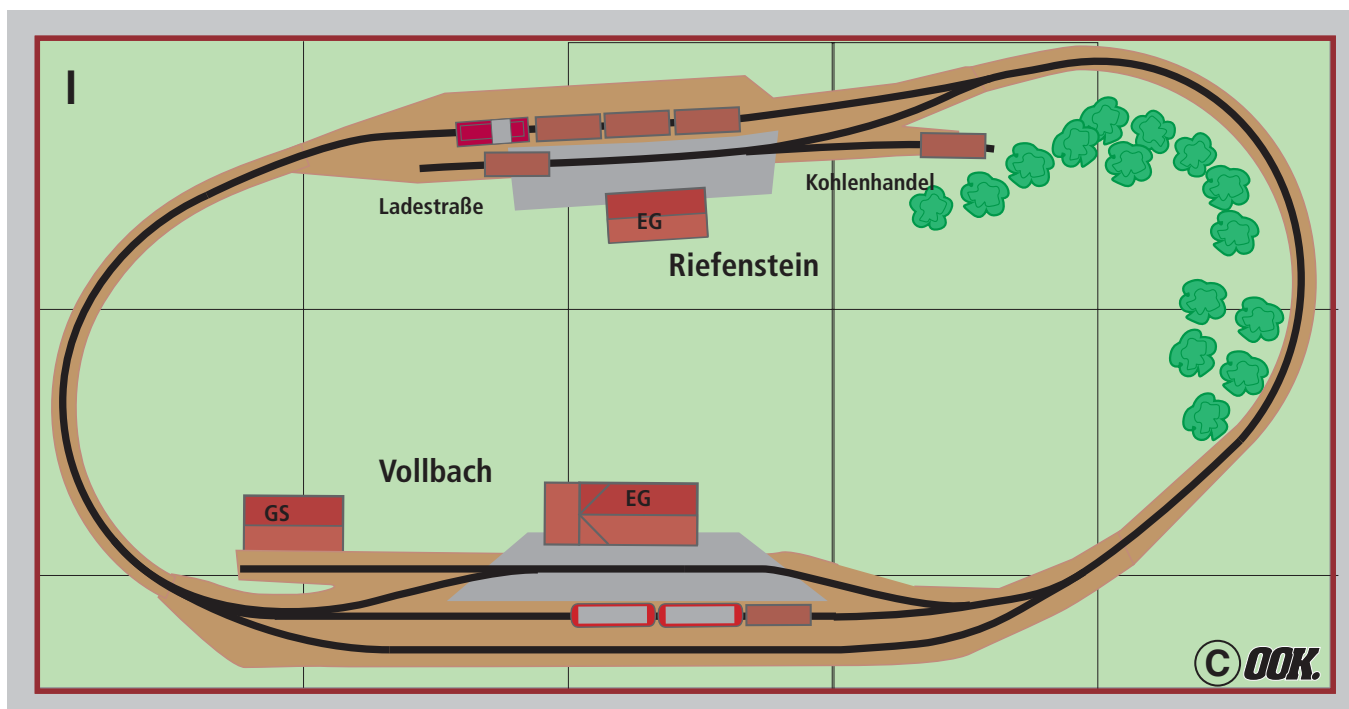 I
Ladestraße
Kohlenhandel
EG
Riefenstein
Vollbach
EG
GS
© OOK.